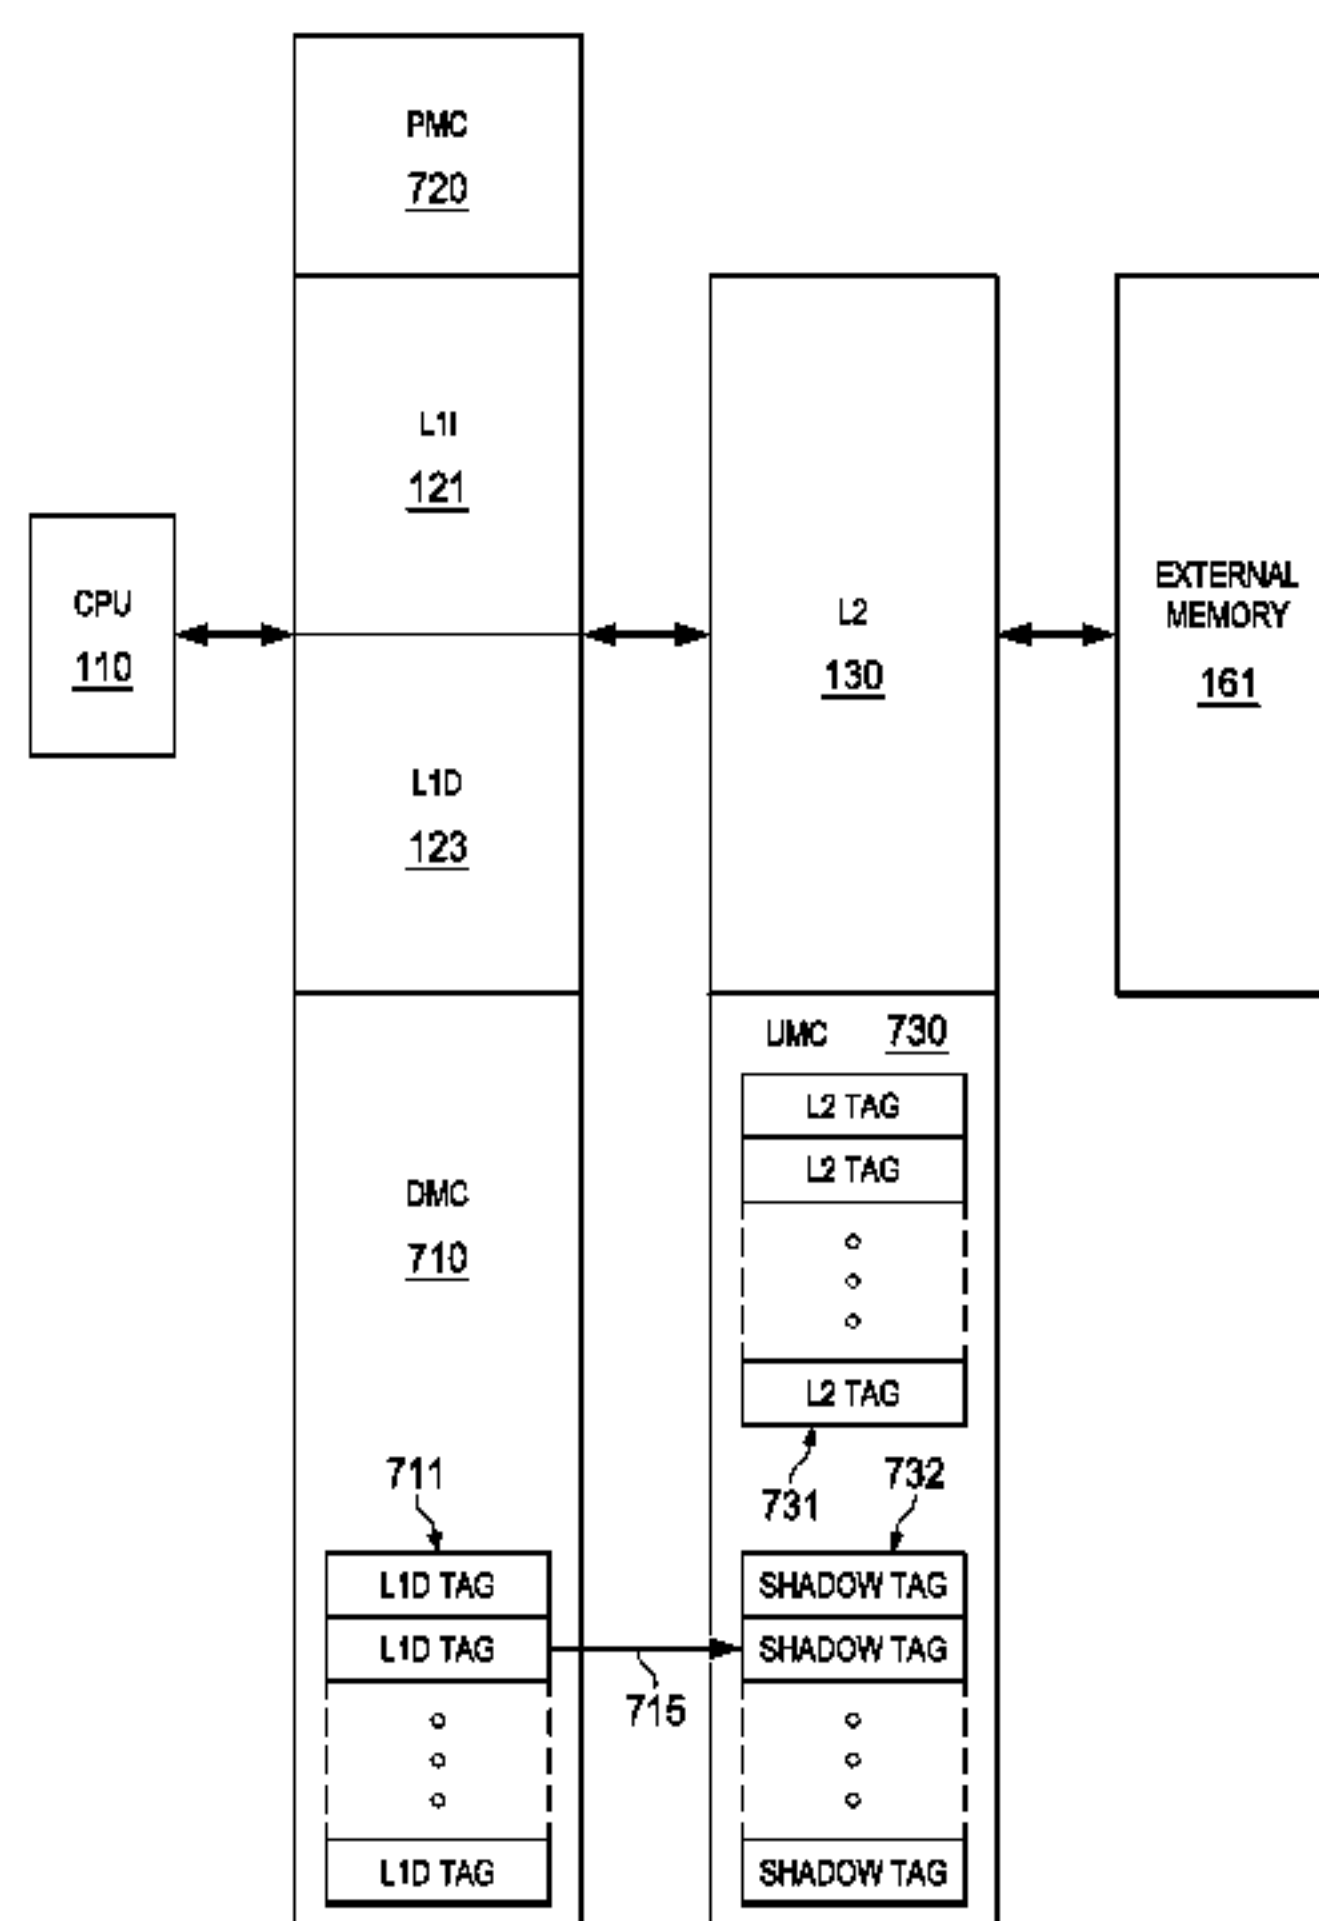 PMC
720
L1I
121
CPU
110
L1D
123
L2
130
EXTERNAL
MEMORY
161
DMC
710
711
L1D TAG
L1D TAG
L1D TAG
715
UMC 730
L2 TAG
L2 TAG
L2 TAG
731
732
SHADOW TAG
SHADOW TAG
SHADOW TAG